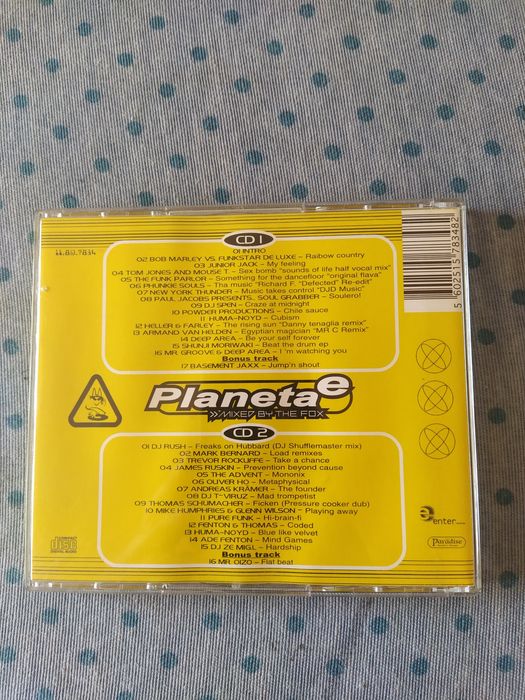 11.80.7834
CD 1
01 INTRO
02 BOB MARLEY VS. FUNKSTAR DE LUXE – Raibow country
03 JUNIOR JACK – My feeling
04 TOM JONES AND MOUSE T. – Sex bomb "sounds of life half vocal mix"
05 THE FUNK PARLOR – Something for the dancefloor "original flava"
06 PHUNKIE SOULS – Tha music "Richard F. "Defected" Re-edit"
07 NEW YORK THUNDER – Music takes control "DJD Music"
08 PAUL JACOBS PRESENTS... SOUL GRABBER – Soulero!
09 DJ SPEN – Craze at midnight
10 POWDER PRODUCTIONS – Chile sauce
11 HUMA-NOYD – Cubism
12 HELLER & FARLEY – The rising sun "Danny tenaglia remix"
13 ARMAND VAN HELDEN – Egyptian magician "MR C Remix"
14 DEEP AREA – Be your self forever
15 SHUNJI MORIWAKI – Beat the drum ep
16 MR. GROOVE & DEEP AREA – I 'm watching you
Bonus track
17 BASEMENT JAXX – Jump'n shout
5 602515 783482
Planeta e
>> MIXED BY THE FOX
CD 2
01 DJ RUSH – Freaks on Hubbard (DJ Shufflemaster mix)
02 MARK BERNARD – Load remixes
03 TREVOR ROCKLIFFE – Take a chance
04 JAMES RUSKIN – Prevention beyond cause
05 THE ADVENT – Mononix
06 OLIVER HO – Metaphysical
07 ANDREAS KRÄMER – The founder
08 DJ T-VIRUZ – Mad trompetist
09 THOMAS SCHUMACHER – Ficken (Pressure cooker dub)
10 MIKE HUMPHRIES & GLENN WILSON – Playing away
11 PURE FUNK – Hi-brain-fi
12 FENTON & THOMAS – Coded
13 HUMA-NOYD – Blue like velvet
14 ADE FENTON – Mind Games
15 DJ ZE MIGL – Hardship
Bonus track
16 MR. OIZO – Flat beat
COMPACT
disc
DIGITAL AUDIO
e
enter
Paradise